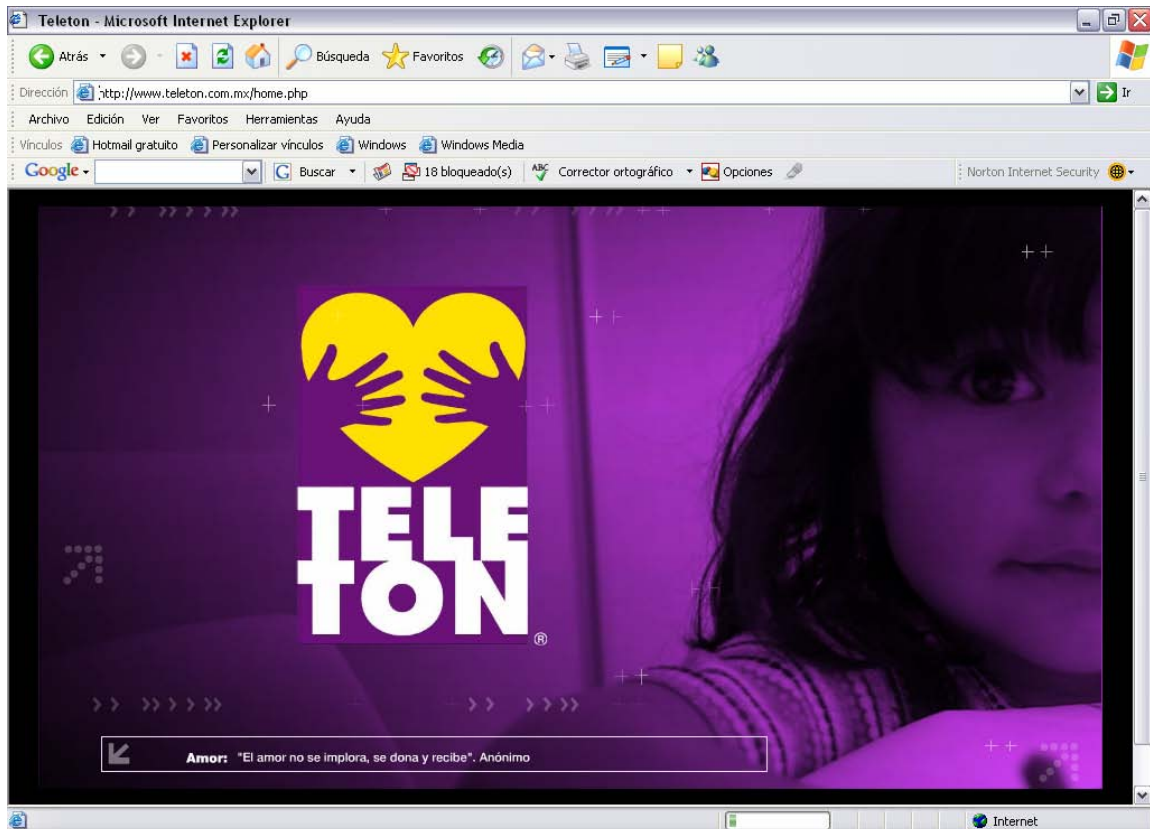 Teleton - Microsoft Internet Explorer
Atrás Búsqueda Favoritos
Dirección http://www.teleton.com.mx/home.php Ir
Archivo Edición Ver Favoritos Herramientas Ayuda
Vínculos Hotmail gratuito Personalizar vínculos Windows Windows Media
Google Buscar 18 bloqueado(s) ABC Corrector ortográfico Opciones Norton Internet Security
TELE
TON
®
Amor: "El amor no se implora, se dona y recibe". Anónimo
Internet